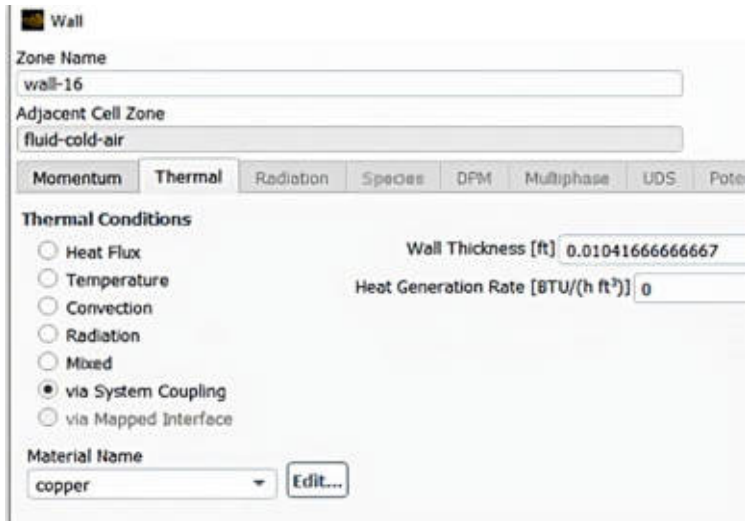 Wall
Zone Name
wall-16
Adjacent Cell Zone
fluid-cold-air
Momentum Thermal Radiation Species DPM Multiphase UDS Pote
Thermal Conditions
Heat Flux
Temperature
Convection
Radiation
Mixed
via System Coupling
via Mapped Interface
Wall Thickness [ft] 0.01041666666667
Heat Generation Rate [BTU/(h ft³)] 0
Material Name
copper Edit...